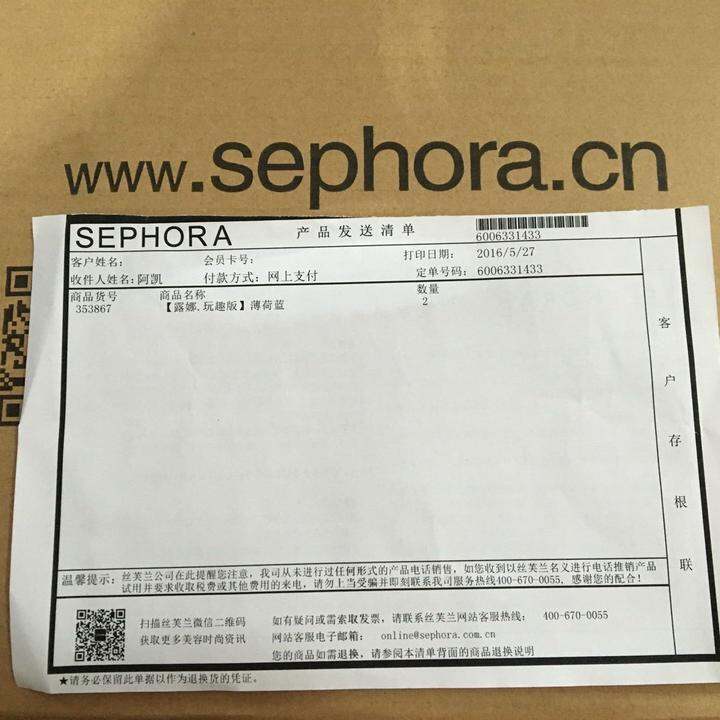 www.sephora.cn
SEPHORA
产品发送清单
6006331433
客户姓名:
会员卡号:
打印日期: 2016/5/27
收件人姓名:阿凯
付款方式:网上支付
定单号码: 6006331433
商品货号
商品名称
数量
353867
【露娜.玩趣版】薄荷蓝
2
客户存根联
温馨提示: 丝芙兰公司在此提醒您注意, 我司从未进行过任何形式的产品电话销售, 如您收到以丝芙兰名义进行电话推销产品
试用并要求收取税费或其他费用的来电, 请勿上当受骗并即刻联系我司服务热线400-670-0055, 感谢您的配合!
扫描丝芙兰微信二维码
获取更多美容时尚资讯
如有疑问或需索取发票, 请联系丝芙兰网站客服热线: 400-670-0055
网站客服电子邮箱: online@sephora.com.cn
您的商品如需退换, 请参阅本清单背面的商品退换说明
★请务必保留此单据以作为退换货的凭证。